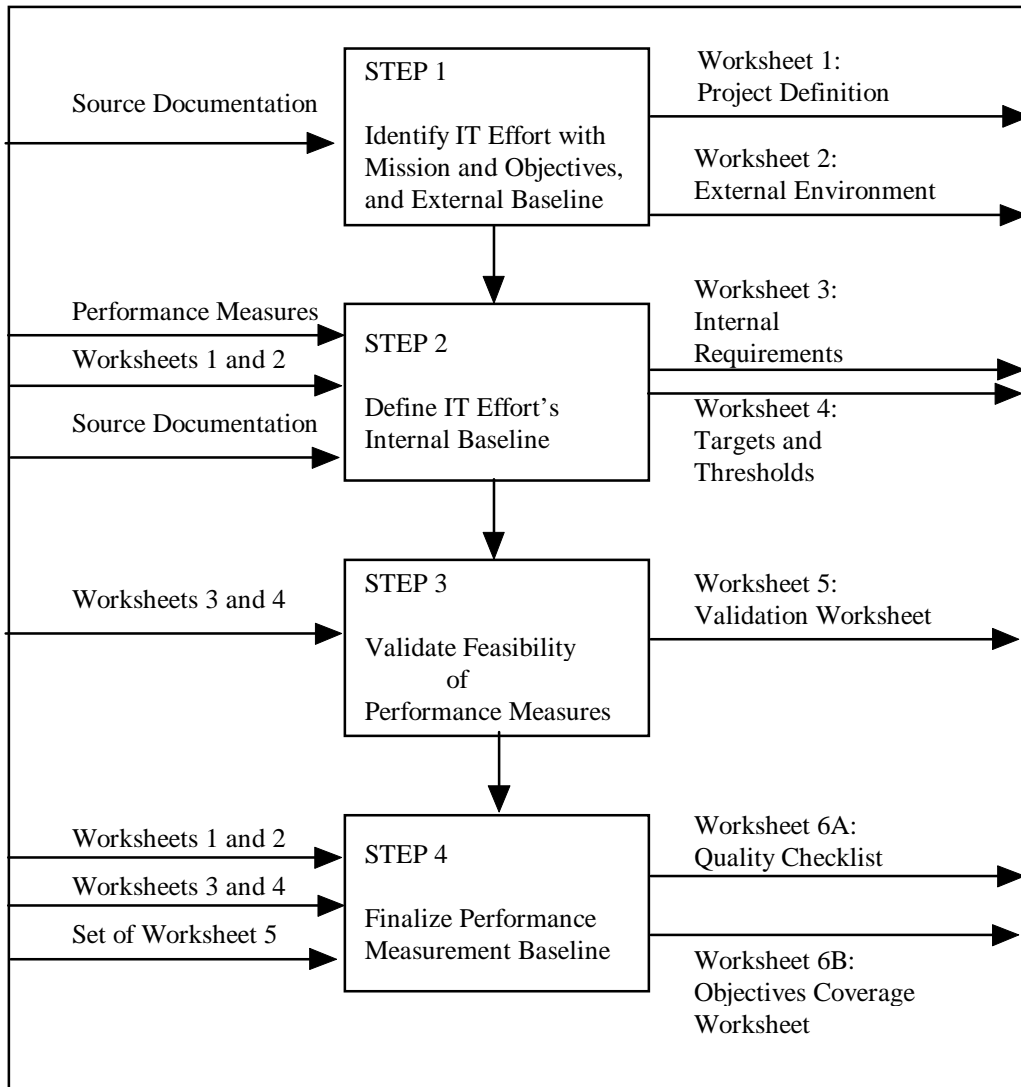 Source Documentation
STEP 1
Identify IT Effort with
Mission and Objectives,
and External Baseline
Worksheet 1:
Project Definition
Worksheet 2:
External Environment
Performance Measures
Worksheets 1 and 2
Source Documentation
STEP 2
Define IT Effort’s
Internal Baseline
Worksheet 3:
Internal
Requirements
Worksheet 4:
Targets and
Thresholds
Worksheets 3 and 4
STEP 3
Validate Feasibility
of
Performance Measures
Worksheet 5:
Validation Worksheet
Worksheets 1 and 2
Worksheets 3 and 4
Set of Worksheet 5
STEP 4
Finalize Performance
Measurement Baseline
Worksheet 6A:
Quality Checklist
Worksheet 6B:
Objectives Coverage
Worksheet